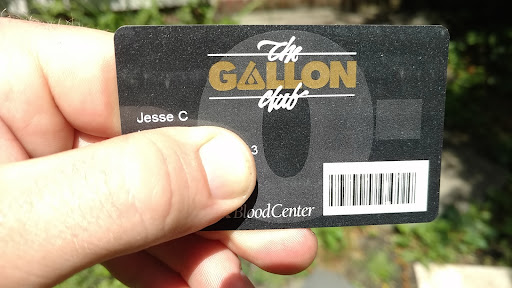 The
GALLON
club
O-
Jesse C
3
BloodCenter